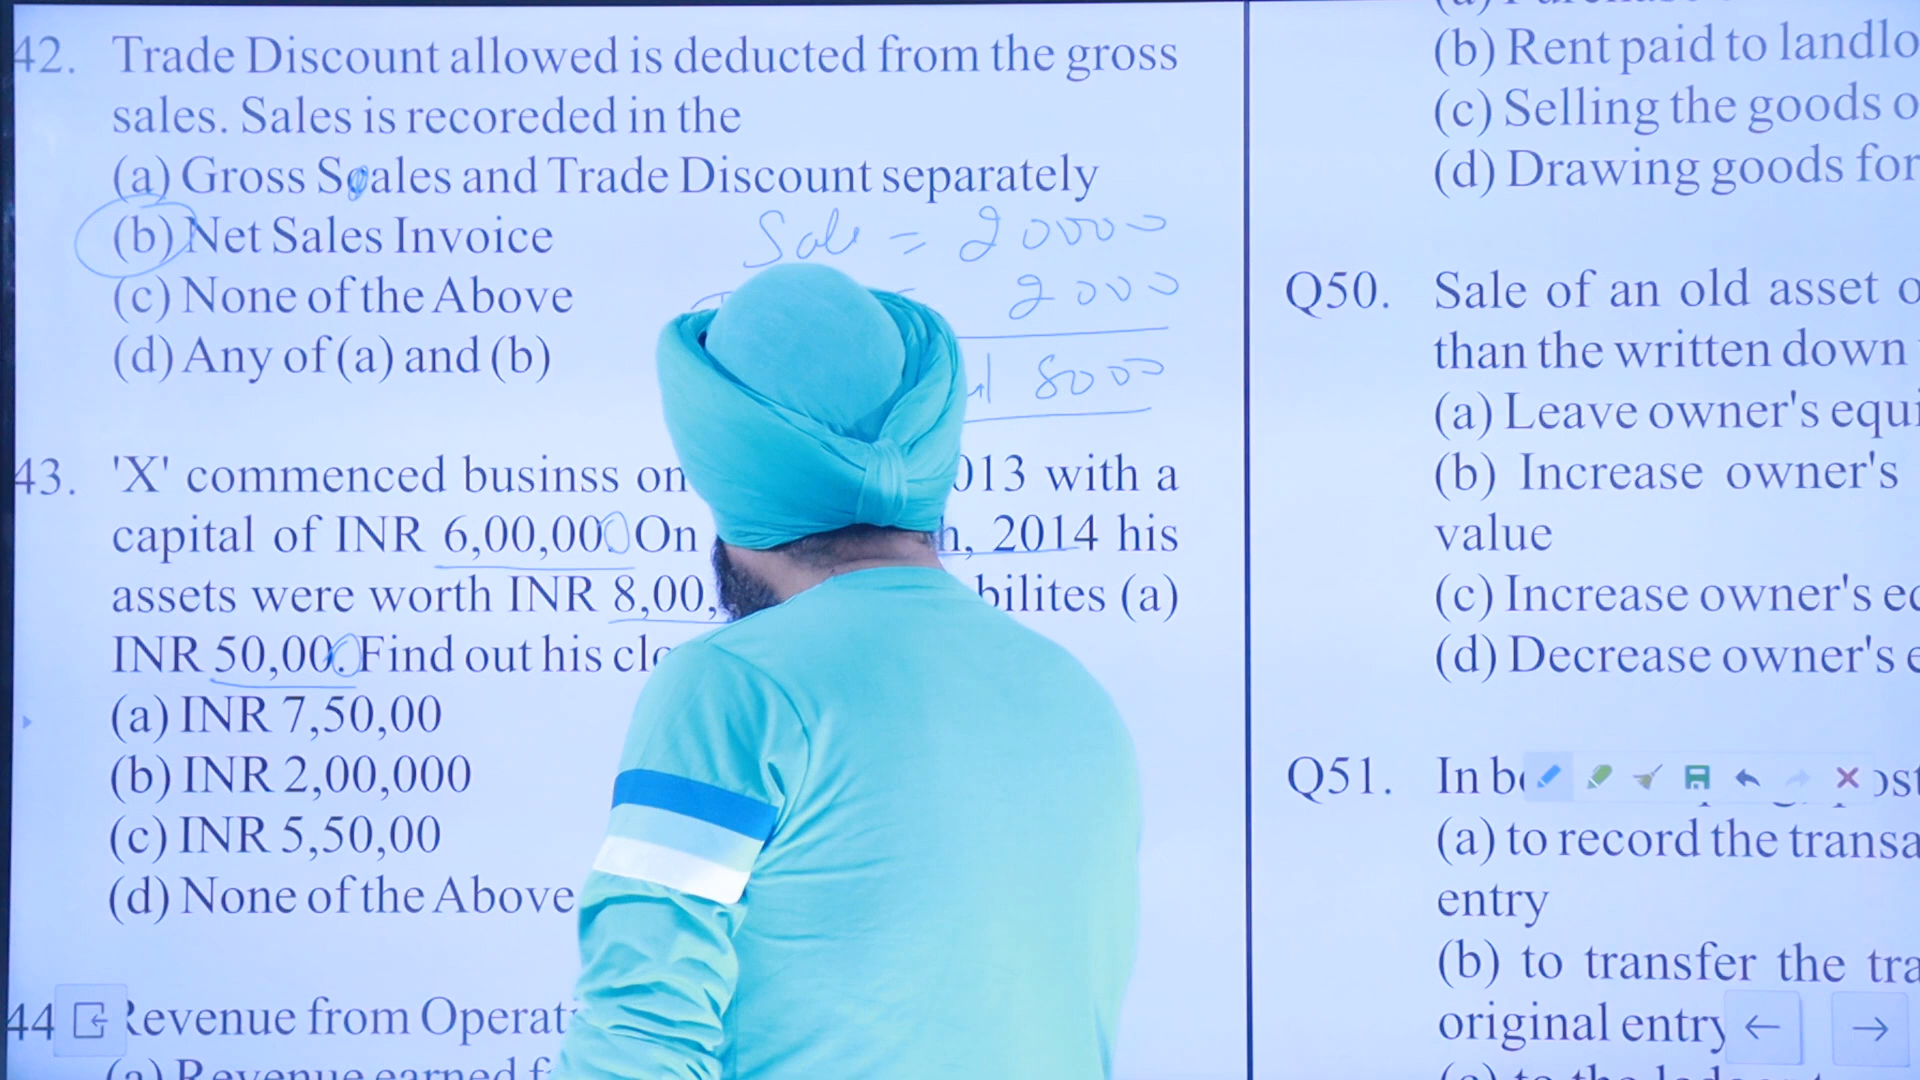 42. Trade Discount allowed is deducted from the gross
sales. Sales is recoreded in the
(a) Gross Scales and Trade Discount separately
(b) Net Sales Invoice
(c) None of the Above
(d) Any of (a) and (b)
Sale = 20000
2000
8000
43. 'X' commenced businss on 013 with a
capital of INR 6,00,000 On 2014 his
assets were worth INR 8,00, bilites (a)
INR 50,000 Find out his
(a) INR 7,50,00
(b) INR 2,00,000
(c) INR 5,50,00
(d) None of the Above
44 Revenue from Operat
(a) Revenue earned f
(b) Rent paid to landlo
(c) Selling the goods o
(d) Drawing goods for
Q50. Sale of an old asset
than the written down
(a) Leave owner's equi
(b) Increase owner's
value
(c) Increase owner's
(d) Decrease owner's
Q51. In
(a) to record the transa
entry
(b) to transfer the tra
original entry